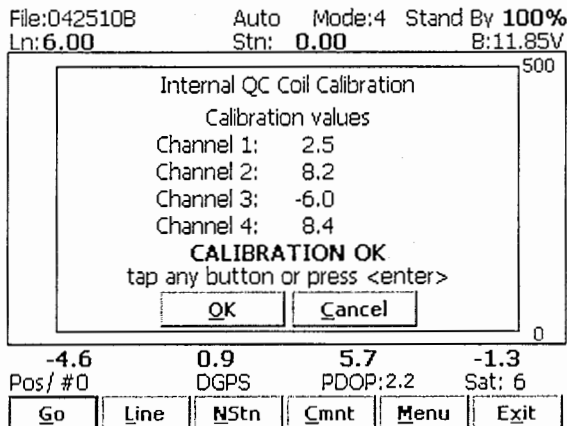 File:042510B Auto Mode:4 Stand By 100%
Ln:6.00 Stn: 0.00 B:11.85V
500
Internal QC Coil Calibration
Calibration values
Channel 1: 2.5
Channel 2: 8.2
Channel 3: -6.0
Channel 4: 8.4
CALIBRATION OK
tap any button or press <enter>
OK Cancel
0
-4.6 0.9 5.7 -1.3
Pos/ #0 DGPS PDOP:2.2 Sat: 6
Go Line NStn Cmnt Menu Exit